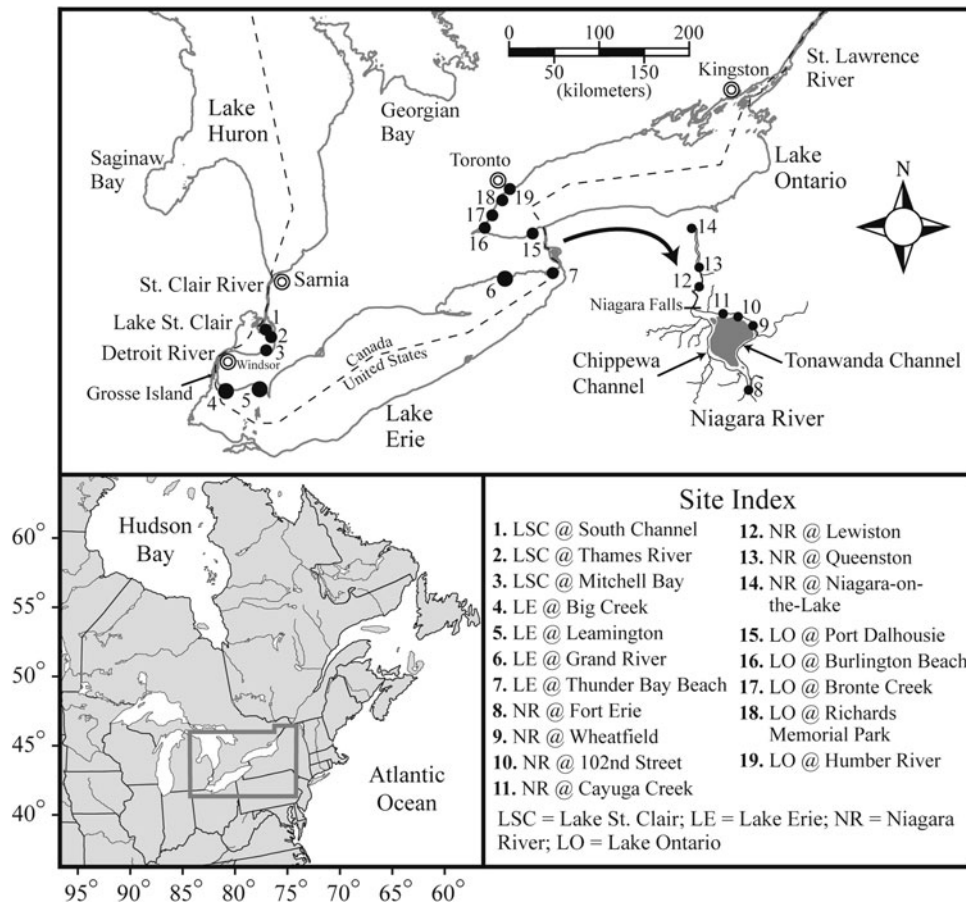 0 100 200
50 150
(kilometers)
Kingston
St. Lawrence
River
Lake
Huron
Georgian
Bay
Saginaw
Bay
Toronto
Lake
Ontario
N
19
18
17
16
15
14
13
12
Niagara Falls
11
10
9
8
7
6
St. Clair River
Sarnia
Lake St. Clair
1
2
3
Detroit River
Windsor
Grosse Island
4
5
Canada
United States
Lake
Erie
Chippewa
Channel
Tonawanda
Channel
Niagara River
Hudson
Bay
Atlantic
Ocean
60°
55°
50°
45°
40°
95° 90° 85° 80° 75° 70° 65° 60°
Site Index
1. LSC @ South Channel
2. LSC @ Thames River
3. LSC @ Mitchell Bay
4. LE @ Big Creek
5. LE @ Leamington
6. LE @ Grand River
7. LE @ Thunder Bay Beach
8. NR @ Fort Erie
9. NR @ Wheatfield
10. NR @ 102nd Street
11. NR @ Cayuga Creek
12. NR @ Lewiston
13. NR @ Queenston
14. NR @ Niagara-on-
the-Lake
15. LO @ Port Dalhousie
16. LO @ Burlington Beach
17. LO @ Bronte Creek
18. LO @ Richards
Memorial Park
19. LO @ Humber River
LSC = Lake St. Clair; LE = Lake Erie; NR = Niagara
River; LO = Lake Ontario